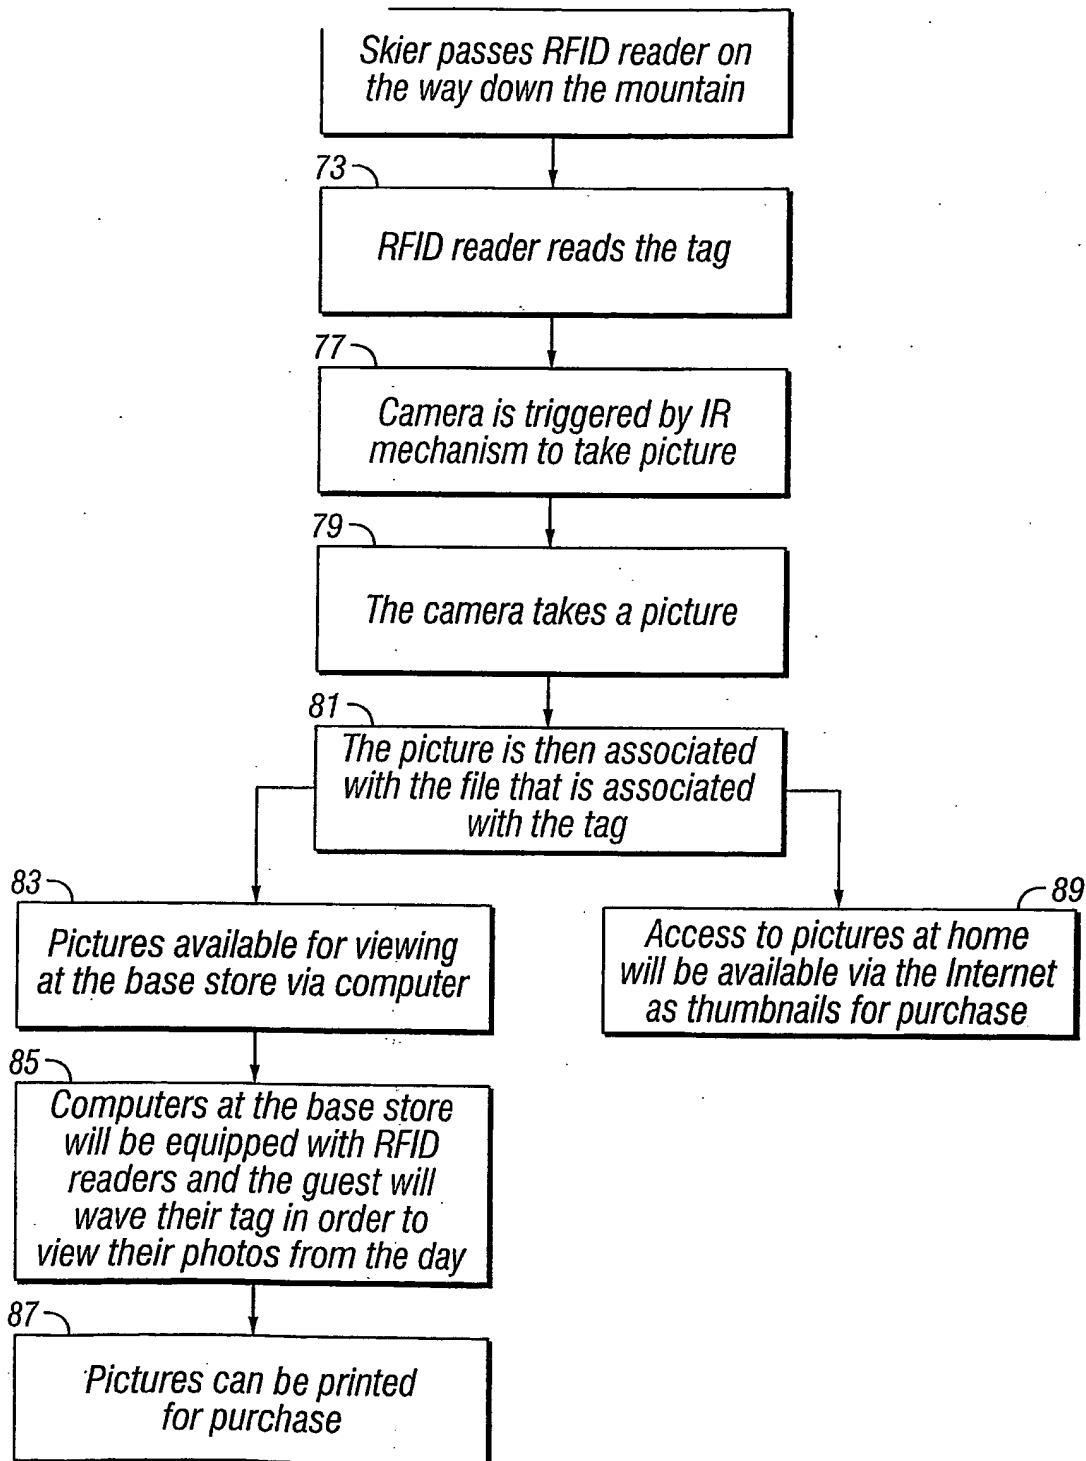 Skier passes RFID reader on
the way down the mountain
73
RFID reader reads the tag
77
Camera is triggered by IR
mechanism to take picture
79
The camera takes a picture
81
The picture is then associated
with the file that is associated
with the tag
83
Pictures available for viewing
at the base store via computer
89
Access to pictures at home
will be available via the Internet
as thumbnails for purchase
85
Computers at the base store
will be equipped with RFID
readers and the guest will
wave their tag in order to
view their photos from the day
87
Pictures can be printed
for purchase